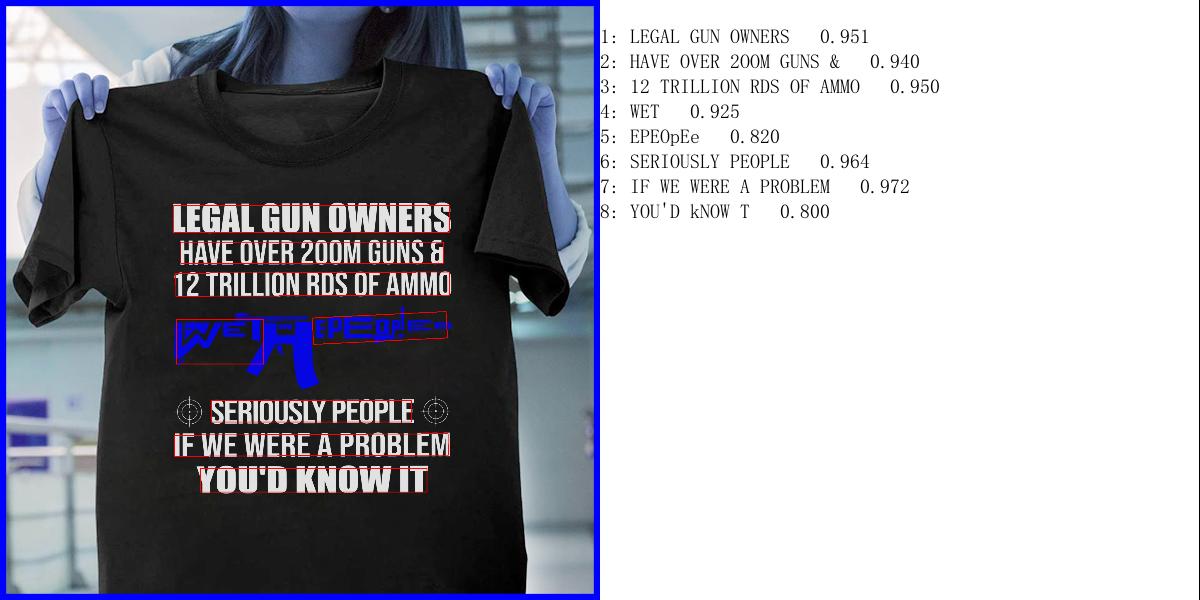 LEGAL GUN OWNERS
HAVE OVER 200M GUNS &
12 TRILLION RDS OF AMMO
SERIOUSLY PEOPLE
IF WE WERE A PROBLEM
YOU'D KNOW IT
1: LEGAL GUN OWNERS 0.951
2: HAVE OVER 200M GUNS & 0.940
3: 12 TRILLION RDS OF AMMO 0.950
4: WET 0.925
5: EPEOpEe 0.820
6: SERIOUSLY PEOPLE 0.964
7: IF WE WERE A PROBLEM 0.972
8: YOU'D kNOW T 0.800